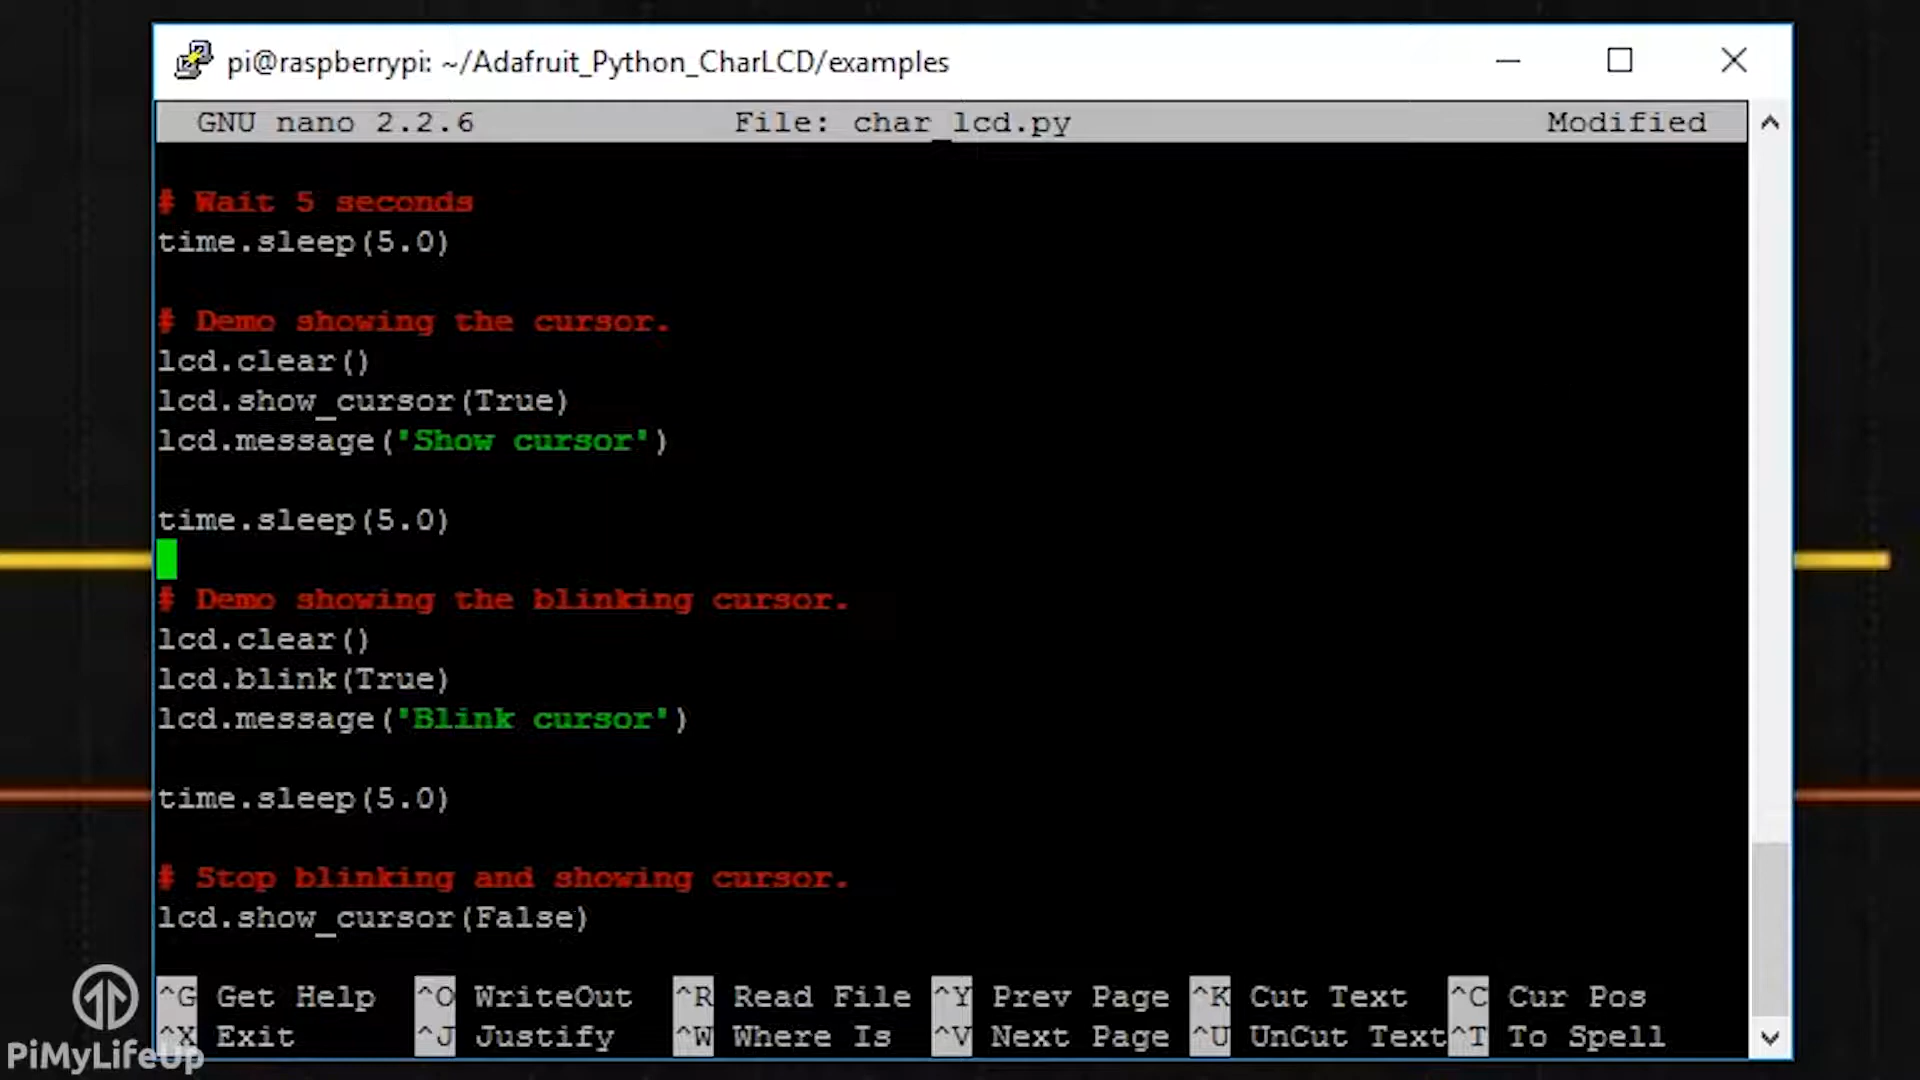 pi@raspberrypi: ~/Adafruit_Python_CharLCD/examples
GNU nano 2.2.6 File: char_lcd.py Modified
# Wait 5 seconds
time.sleep(5.0)
# Demo showing the cursor.
lcd.clear()
lcd.show_cursor(True)
lcd.message('Show cursor')
time.sleep(5.0)
# Demo showing the blinking cursor.
lcd.clear()
lcd.blink(True)
lcd.message('Blink cursor')
time.sleep(5.0)
# Stop blinking and showing cursor.
lcd.show_cursor(False)
^G Get Help ^O WriteOut ^R Read File ^Y Prev Page ^K Cut Text ^C Cur Pos
^X Exit ^J Justify ^W Where Is ^V Next Page ^U UnCut Text ^T To Spell
PiMyLifeUp